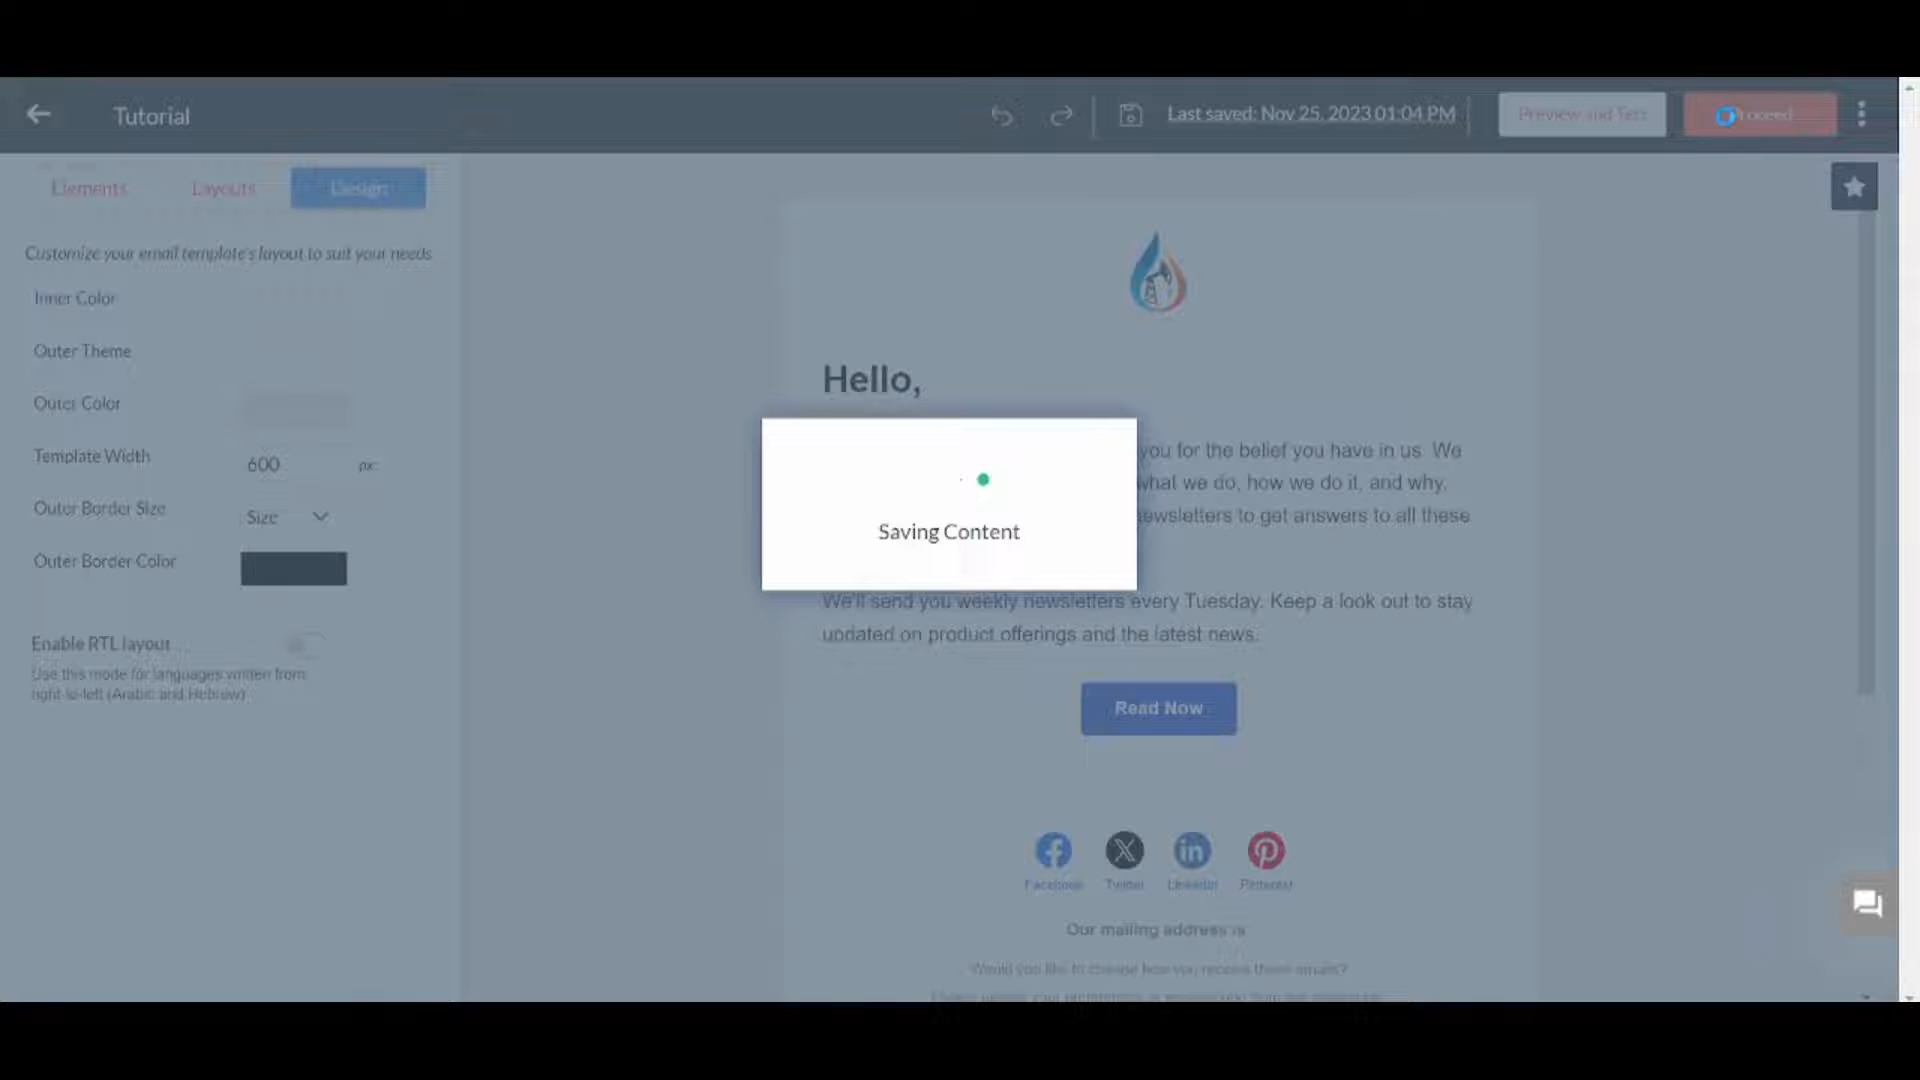 Tutorial
Last saved: Nov 25, 2023 01:04 PM
Preview and Test
Proceed
Elements
Layouts
Design
Customize your email template's layout to suit your needs
Inner Color
Outer Theme
Outer Color
Template Width
600
px
Outer Border Size
Size
Outer Border Color
Enable RTL layout
Use this mode for languages written from
right-to-left (Arabic and Hebrew)
Hello,
you for the belief you have in us. We
what we do, how we do it, and why.
newsletters to get answers to all these
Saving Content
We'll send you weekly newsletters every Tuesday. Keep a look out to stay
updated on product offerings and the latest news.
Read Now
Facebook
Twitter
LinkedIn
Pinterest
Our mailing address is
Would you like to change how you receive these emails?